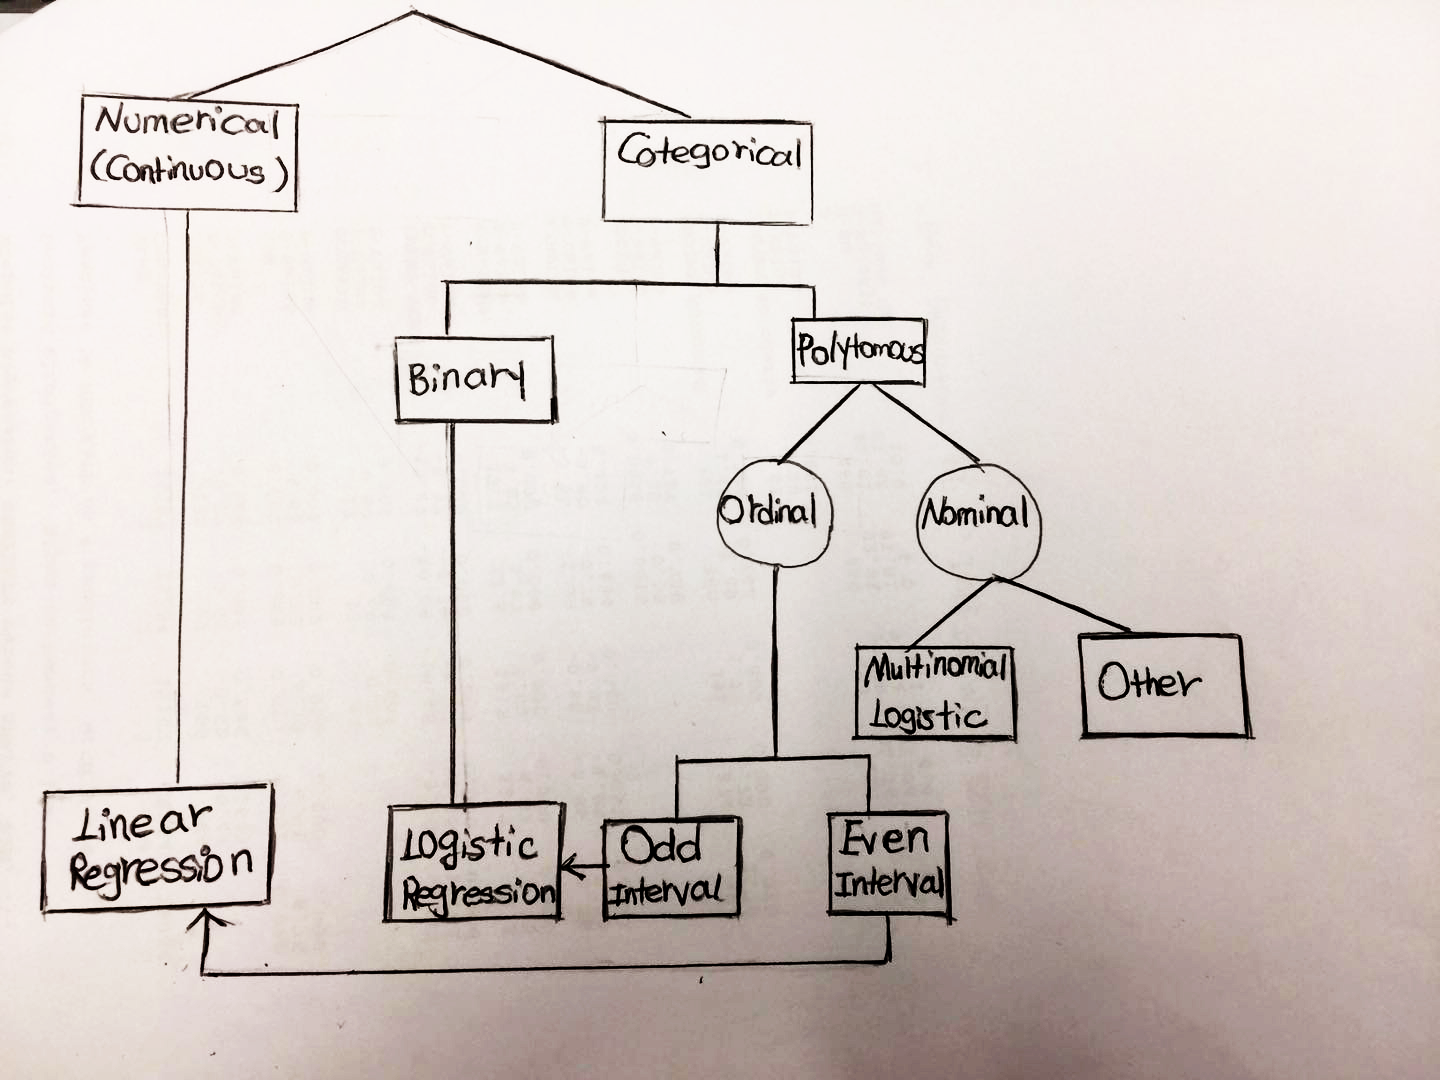 Numerical
(Continuous)
Categorical
Binary
Polytomous
Ordinal
Nominal
Multinomial
Logistic
Other
Linear
Regression
Logistic
Regression
Odd
Interval
Even
Interval